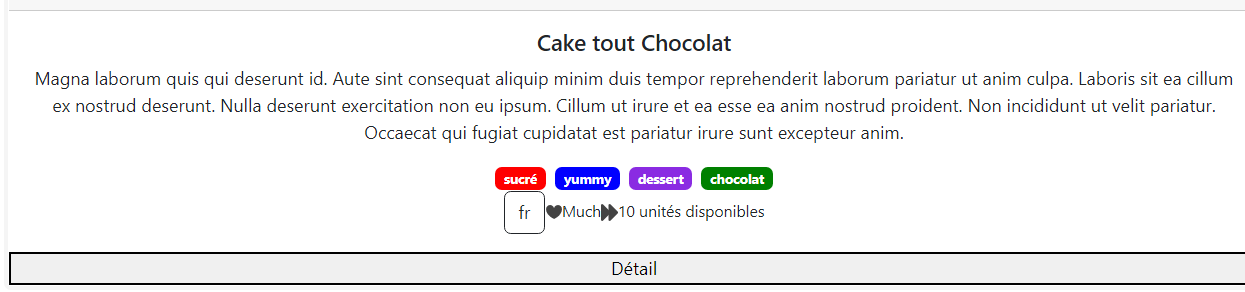 Cake tout Chocolat
Magna laborum quis qui deserunt id. Aute sint consequat aliquip minim duis tempor reprehenderit laborum pariatur ut anim culpa. Laboris sit ea cillum
ex nostrud deserunt. Nulla deserunt exercitation non eu ipsum. Cillum ut irure et ea esse ea anim nostrud proident. Non incididunt ut velit pariatur.
Occaecat qui fugiat cupidatat est pariatur irure sunt excepteur anim.
sucré yummy dessert chocolat
fr Much 10 unités disponibles
Détail